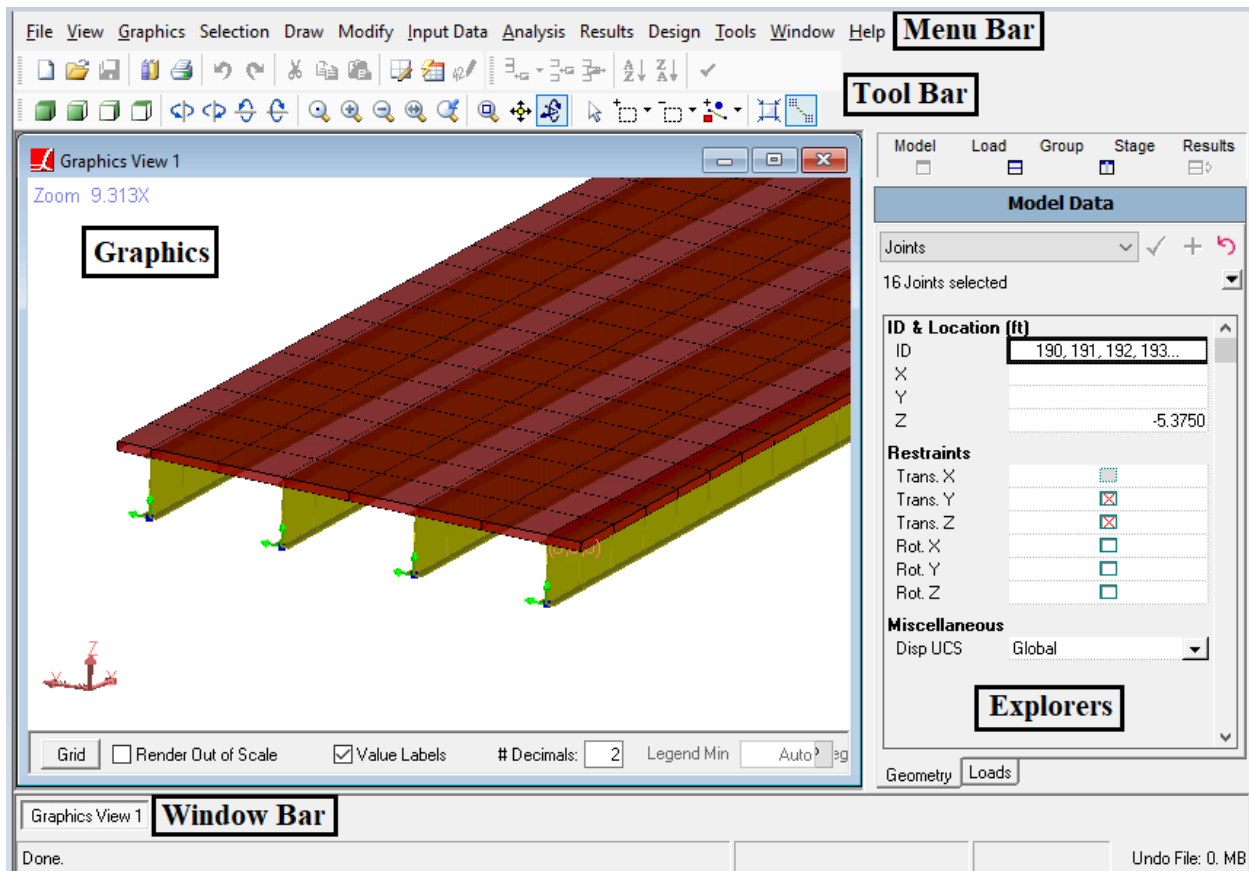 File View Graphics Selection Draw Modify Input Data Analysis Results Design Tools Window Help Menu Bar
Tool Bar
Graphics View 1
Zoom 9.313X
Graphics
Z
Model Load Group Stage Results
Model Data
Joints
16 Joints selected
ID & Location (ft)
ID 190, 191, 192, 193...
X
Y
Z -5.3750
Restraints
Trans. X
Trans. Y
Trans. Z
Rot. X
Rot. Y
Rot. Z
Miscellaneous
Disp UCS Global
Explorers
Grid Render Out of Scale Value Labels # Decimals: 2 Legend Min Auto
Geometry Loads
Graphics View 1 Window Bar
Done. Undo File: 0. MB